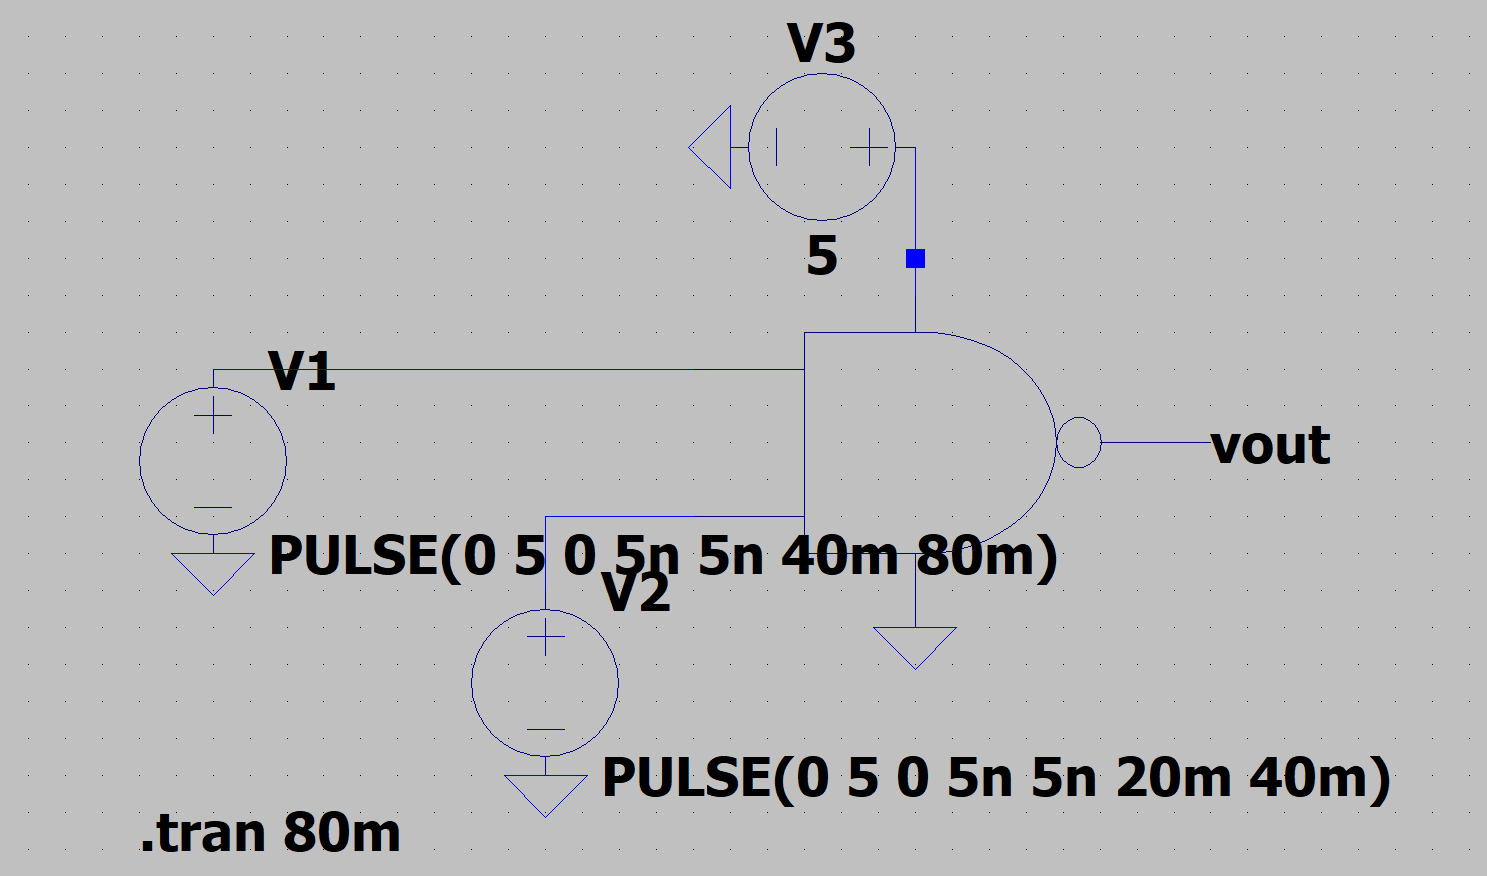 V3
5
V1
vout
PULSE(0 5 0 5n 5n 40m 80m)
V2
PULSE(0 5 0 5n 5n 20m 40m)
.tran 80m